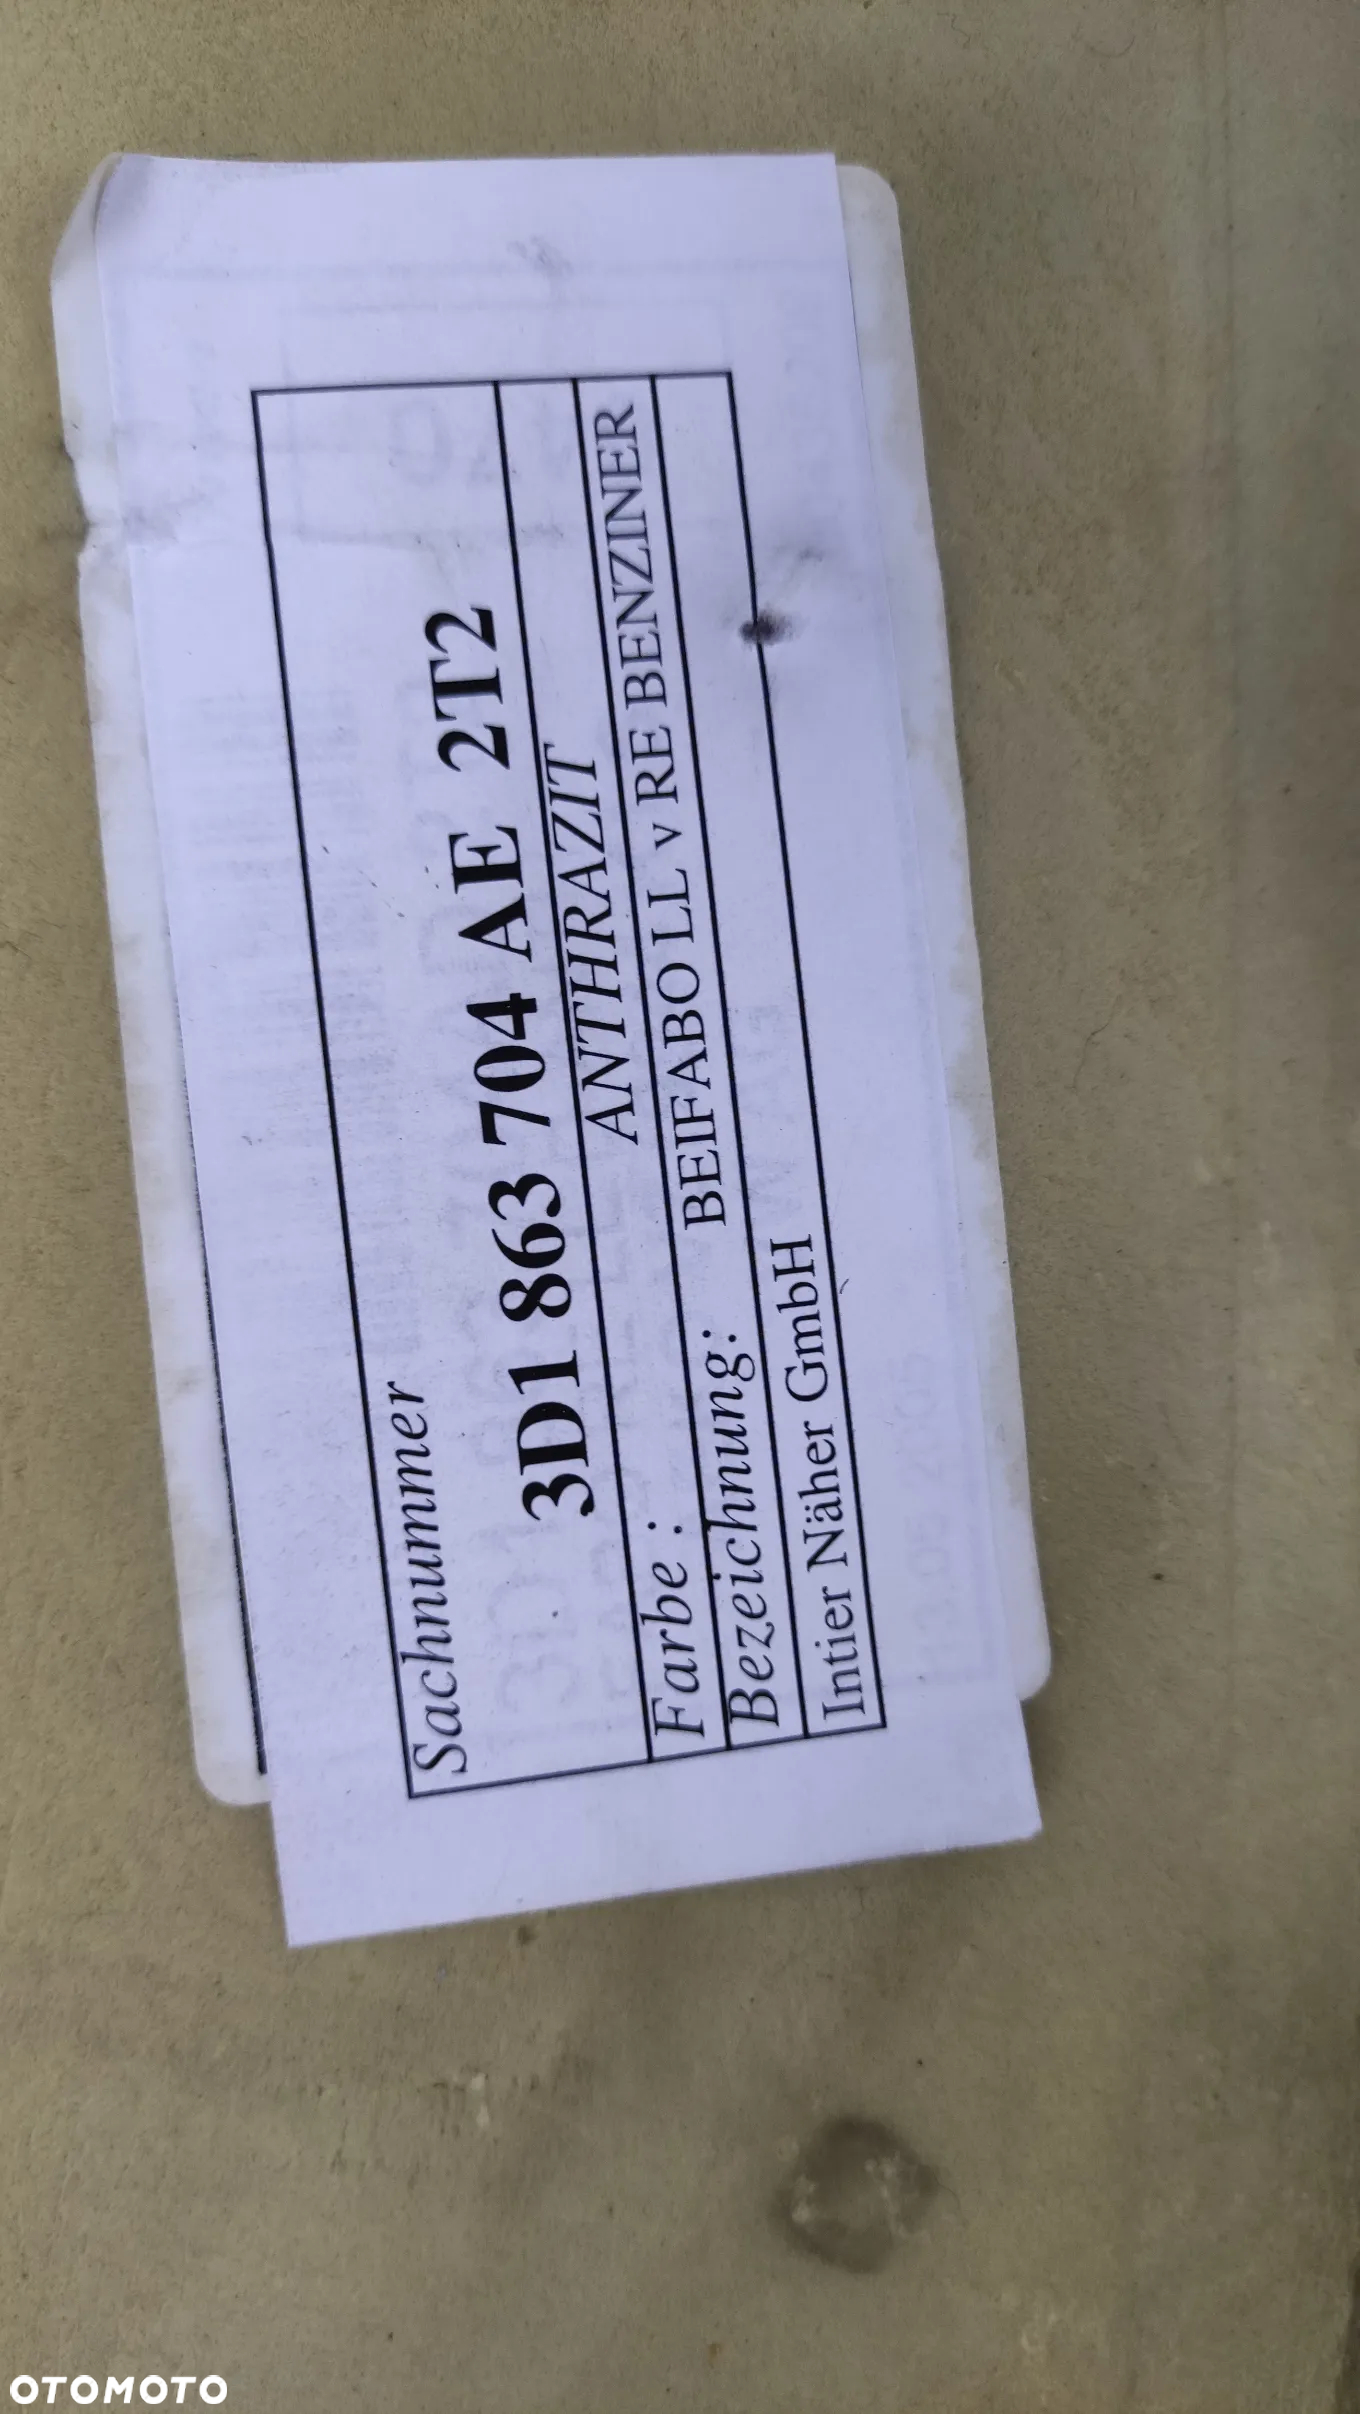 Sachnummer
3D1 863 704 AE 2T2
Farbe : ANTHRAZIT
Bezeichnung: BEIFABO LL v RE BENZINER
Intier Näher GmbH
OTOMOTO